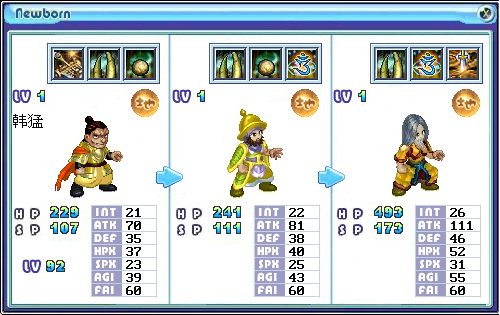 Newborn
LV 1
韩猛
HP 229
SP 107
LV 92
INT 21
ATK 70
DEF 35
HPX 37
SPX 23
AGI 39
FAI 60
LV 1
HP 241
SP 111
INT 22
ATK 81
DEF 38
HPX 40
SPX 25
AGI 43
FAI 60
LV 1
HP 493
SP 173
INT 26
ATK 111
DEF 46
HPX 52
SPX 31
AGI 55
FAI 60